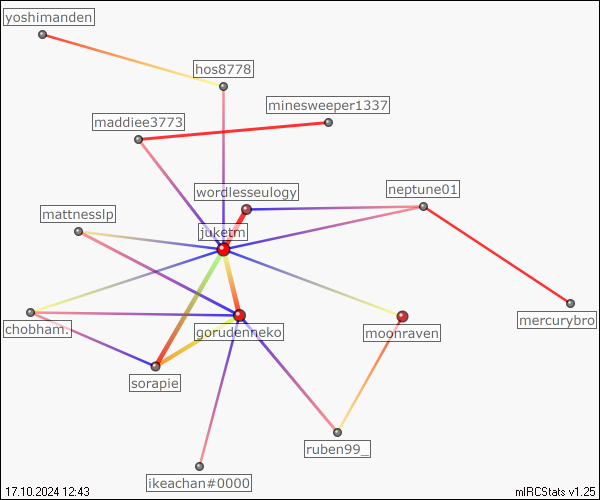 yoshimanden
hos8778
minesweeper1337
maddiee3773
wordlesseulogy
neptune01
mattnesslp
juketm
mercurybro
chobham.
gorudenneko
moonraven
sorapie
ruben99_
ikeachan#0000
17.10.2024 12:43
mIRCStats v1.25